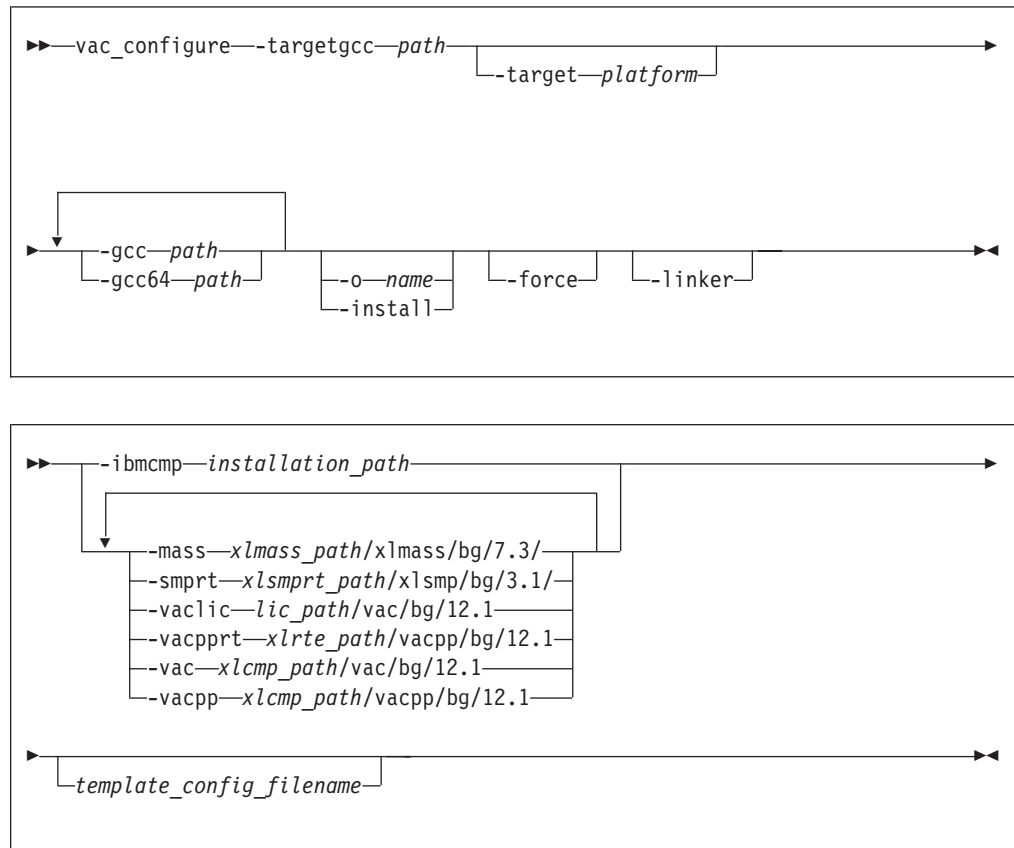 vac_configure -targetgcc path
-target platform
-gcc path
-gcc64 path
-o name
-install
-force
-linker
-ibmcmp installation_path
-mass xlmass_path/xlmass/bg/7.3/
-smprt xlsmprt_path/xlsmp/bg/3.1/
-vaclic lic_path/vac/bg/12.1
-vacpprt xlrte_path/vacpp/bg/12.1
-vac xlcmp_path/vac/bg/12.1
-vacpp xlcmp_path/vacpp/bg/12.1
template_config_filename